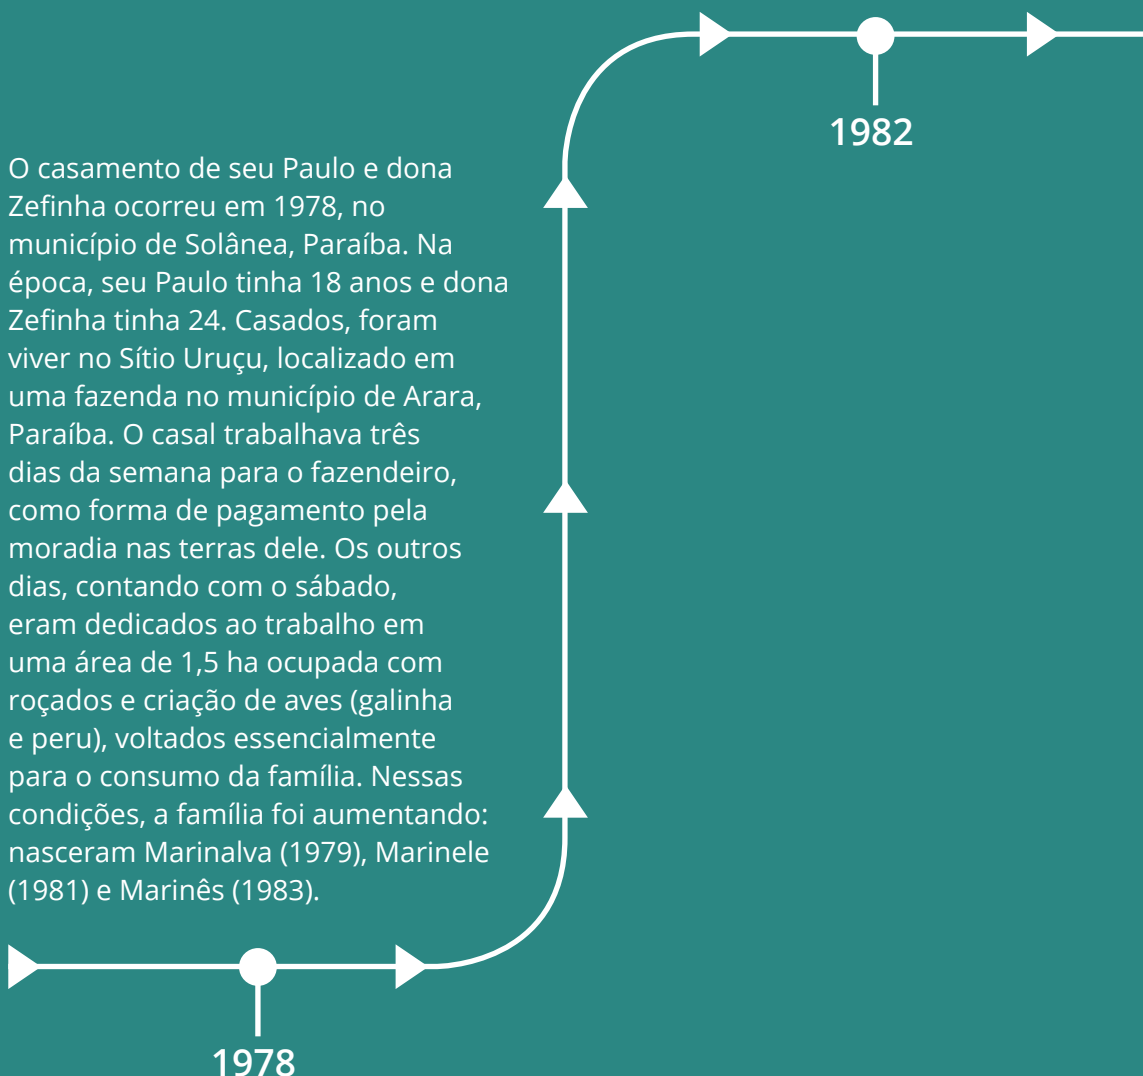 1982
O casamento de seu Paulo e dona
Zefinha ocorreu em 1978, no
município de Solânea, Paraíba. Na
época, seu Paulo tinha 18 anos e dona
Zefinha tinha 24. Casados, foram
viver no Sítio Uruçu, localizado em
uma fazenda no município de Arara,
Paraíba. O casal trabalhava três
dias da semana para o fazendeiro,
como forma de pagamento pela
moradia nas terras dele. Os outros
dias, contando com o sábado,
eram dedicados ao trabalho em
uma área de 1,5 ha ocupada com
roçados e criação de aves (galinha
e peru), voltados essencialmente
para o consumo da família. Nessas
condições, a família foi aumentando:
nasceram Marinalva (1979), Marinele
(1981) e Marinês (1983).
1978